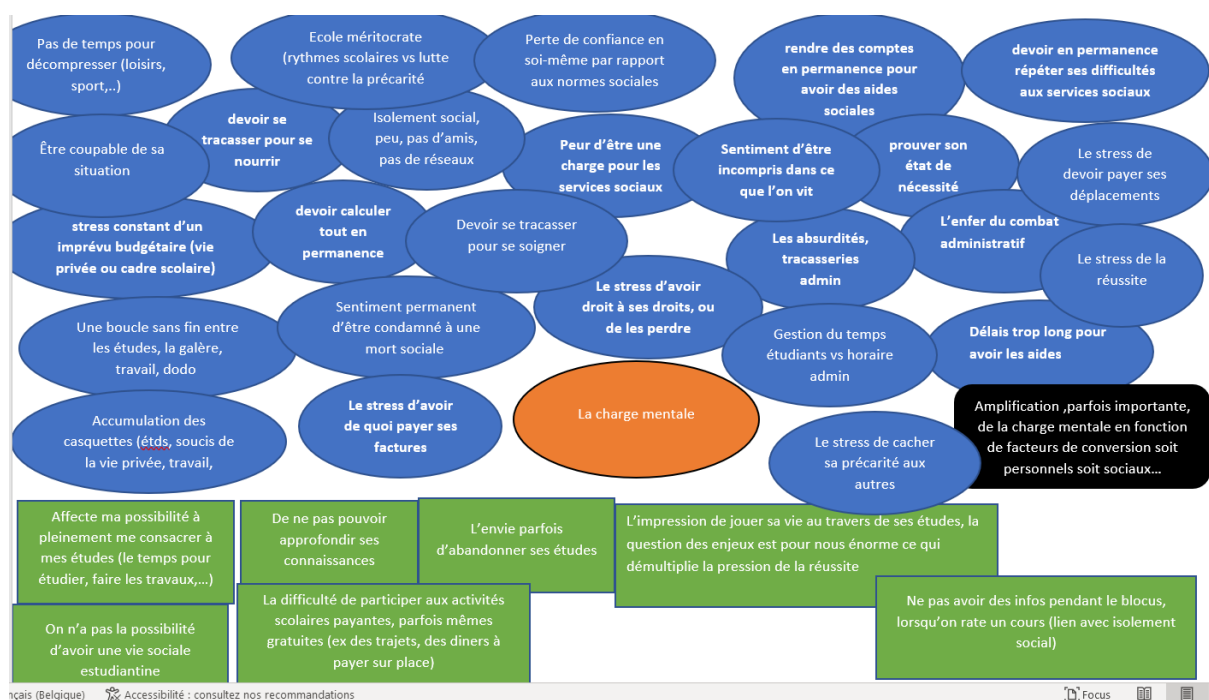 Pas de temps pour
décompresser (loisirs,
sport,..)
Ecole méritocrate
(rythmes scolaires vs lutte
contre la précarité
Perte de confiance en
soi-même par rapport
aux normes sociales
rendre des comptes
en permanence pour
avoir des aides
sociales
devoir en permanence
répéter ses difficultés
aux services sociaux
Être coupable de sa
situation
devoir se
tracasser pour se
nourrir
Isolement social,
peu, pas d’amis,
pas de réseaux
Peur d’être une
charge pour les
services sociaux
Sentiment d’être
incompris dans ce
que l’on vit
prouver son
état de
nécessité
Le stress de
devoir payer ses
déplacements
stress constant d’un
imprévu budgétaire (vie
privée ou cadre scolaire)
devoir calculer
tout en
permanence
Devoir se tracasser
pour se soigner
Les absurdités,
tracasseries
admin
L’enfer du combat
administratif
Le stress de la
réussite
Une boucle sans fin entre
les études, la galère,
travail, dodo
Sentiment permanent
d’être condamné à une
mort sociale
Le stress d’avoir
droit à ses droits, ou
de les perdre
Gestion du temps
étudiants vs horaire
admin
Délais trop long pour
avoir les aides
Accumulation des
casquettes (étds, soucis de
la vie privée, travail,
Le stress d’avoir
de quoi payer ses
factures
La charge mentale
Le stress de cacher
sa précarité aux
autres
Amplification ,parfois importante,
de la charge mentale en fonction
de facteurs de conversion soit
personnels soit sociaux…
Affecte ma possibilité à
pleinement me consacrer à
mes études (le temps pour
étudier, faire les travaux,…)
De ne pas pouvoir
approfondir ses
connaissances
L’envie parfois
d’abandonner ses études
L’impression de jouer sa vie au travers de ses études, la
question des enjeux est pour nous énorme ce qui
démultiplie la pression de la réussite
On n’a pas la possibilité
d’avoir une vie sociale
estudiantine
La difficulté de participer aux activités
scolaires payantes, parfois mêmes
gratuites (ex des trajets, des diners à
payer sur place)
Ne pas avoir des infos pendant le blocus,
lorsqu’on rate un cours (lien avec isolement
social)
(Belgique) Accessibilité : consultez nos recommandations
Focus